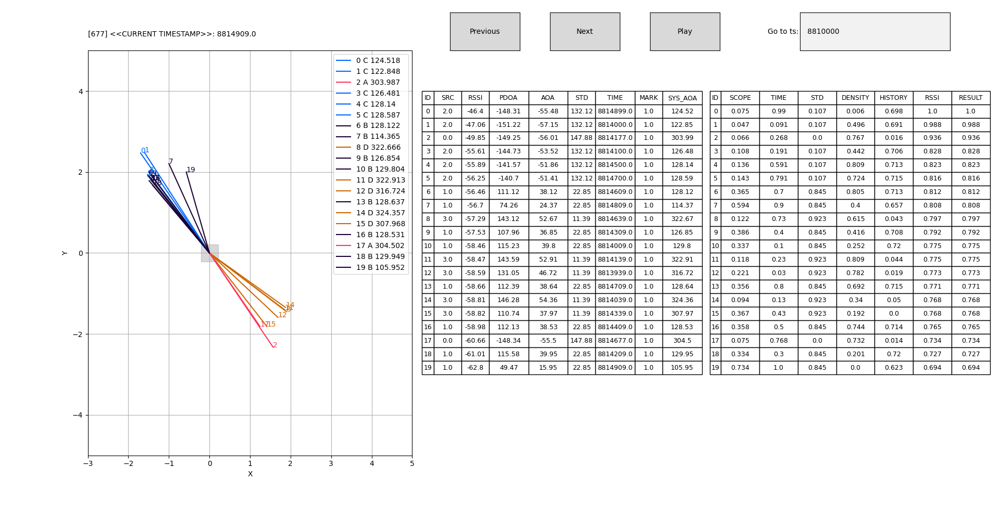 Previous
Next
Play
Go to ts: 8810000
[677] <<CURRENT TIMESTAMP>>: 8814909.0
0 C 124.518
1 C 122.848
2 A 303.987
3 C 126.481
4 C 128.14
5 C 128.587
6 B 128.122
7 B 114.365
8 D 322.666
9 B 126.854
10 B 129.804
11 D 322.913
12 D 316.724
13 B 128.637
14 D 324.357
15 D 307.968
16 B 128.531
17 A 304.502
18 B 129.949
19 B 105.952
4
2
0
−2
−4
Y
−3 −2 −1 0 1 2 3 4 5
X
0 1
7
19
14
12
17 15
2
ID SRC RSSI PDOA AOA STD TIME MARK SYS_AOA
0 2.0 -46.4 -148.31 -55.48 132.12 8814899.0 1.0 124.52
1 2.0 -47.06 -151.22 -57.15 132.12 8814000.0 1.0 122.85
2 0.0 -49.85 -149.25 -56.01 147.88 8814177.0 1.0 303.99
3 2.0 -55.61 -144.73 -53.52 132.12 8814100.0 1.0 126.48
4 2.0 -55.89 -141.57 -51.86 132.12 8814500.0 1.0 128.14
5 2.0 -56.25 -140.7 -51.41 132.12 8814700.0 1.0 128.59
6 1.0 -56.46 111.12 38.12 22.85 8814609.0 1.0 128.12
7 1.0 -56.7 74.26 24.37 22.85 8814809.0 1.0 114.37
8 3.0 -57.29 143.12 52.67 11.39 8814639.0 1.0 322.67
9 1.0 -57.53 107.96 36.85 22.85 8814309.0 1.0 126.85
10 1.0 -58.46 115.23 39.8 22.85 8814009.0 1.0 129.8
11 3.0 -58.47 143.59 52.91 11.39 8814139.0 1.0 322.91
12 3.0 -58.59 131.05 46.72 11.39 8813939.0 1.0 316.72
13 1.0 -58.66 112.39 38.64 22.85 8814709.0 1.0 128.64
14 3.0 -58.81 146.28 54.36 11.39 8814039.0 1.0 324.36
15 3.0 -58.82 110.74 37.97 11.39 8814339.0 1.0 307.97
16 1.0 -58.98 112.13 38.53 22.85 8814409.0 1.0 128.53
17 0.0 -60.66 -148.34 -55.5 147.88 8814677.0 1.0 304.5
18 1.0 -61.01 115.58 39.95 22.85 8814209.0 1.0 129.95
19 1.0 -62.8 49.47 15.95 22.85 8814909.0 1.0 105.95
ID SCOPE TIME STD DENSITY HISTORY RSSI RESULT
0 0.075 0.99 0.107 0.006 0.698 1.0 1.0
1 0.047 0.091 0.107 0.496 0.691 0.988 0.988
2 0.066 0.268 0.0 0.767 0.016 0.936 0.936
3 0.108 0.191 0.107 0.442 0.706 0.828 0.828
4 0.136 0.591 0.107 0.809 0.713 0.823 0.823
5 0.143 0.791 0.107 0.724 0.715 0.816 0.816
6 0.365 0.7 0.845 0.805 0.713 0.812 0.812
7 0.594 0.9 0.845 0.4 0.657 0.808 0.808
8 0.122 0.73 0.923 0.615 0.043 0.797 0.797
9 0.386 0.4 0.845 0.416 0.708 0.792 0.792
10 0.337 0.1 0.845 0.252 0.72 0.775 0.775
11 0.118 0.23 0.923 0.809 0.044 0.775 0.775
12 0.221 0.03 0.923 0.782 0.019 0.773 0.773
13 0.356 0.8 0.845 0.692 0.715 0.771 0.771
14 0.094 0.13 0.923 0.34 0.05 0.768 0.768
15 0.367 0.43 0.923 0.192 0.0 0.768 0.768
16 0.358 0.5 0.845 0.744 0.714 0.765 0.765
17 0.075 0.768 0.0 0.732 0.014 0.734 0.734
18 0.334 0.3 0.845 0.201 0.72 0.727 0.727
19 0.734 1.0 0.845 0.0 0.623 0.694 0.694